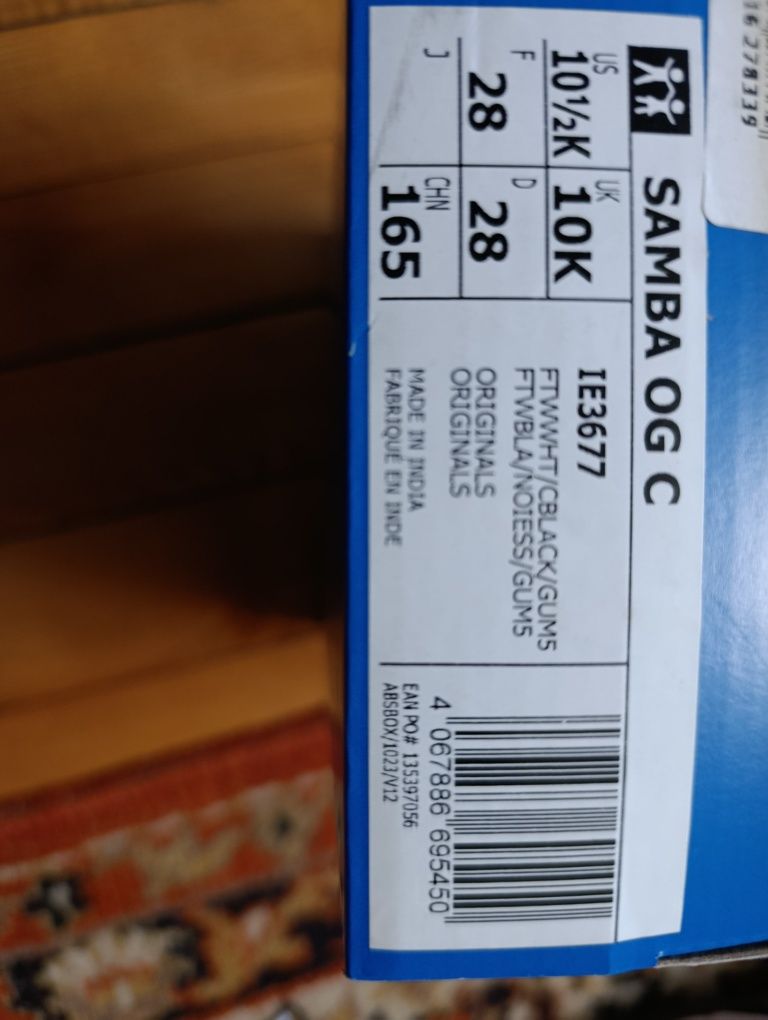 16 278339
SAMBA OG C
US
10½K
UK
10K
F
28
D
28
J
CHN
165
IE3677
FTWWHT/CBLACK/GUM5
FTWBLA/NOIESS/GUM5
ORIGINALS
ORIGINALS
MADE IN INDIA
FABRIQUÉ EN INDE
4 067886 695450
EAN PO# 135397056
ABSBOX/1023/V12